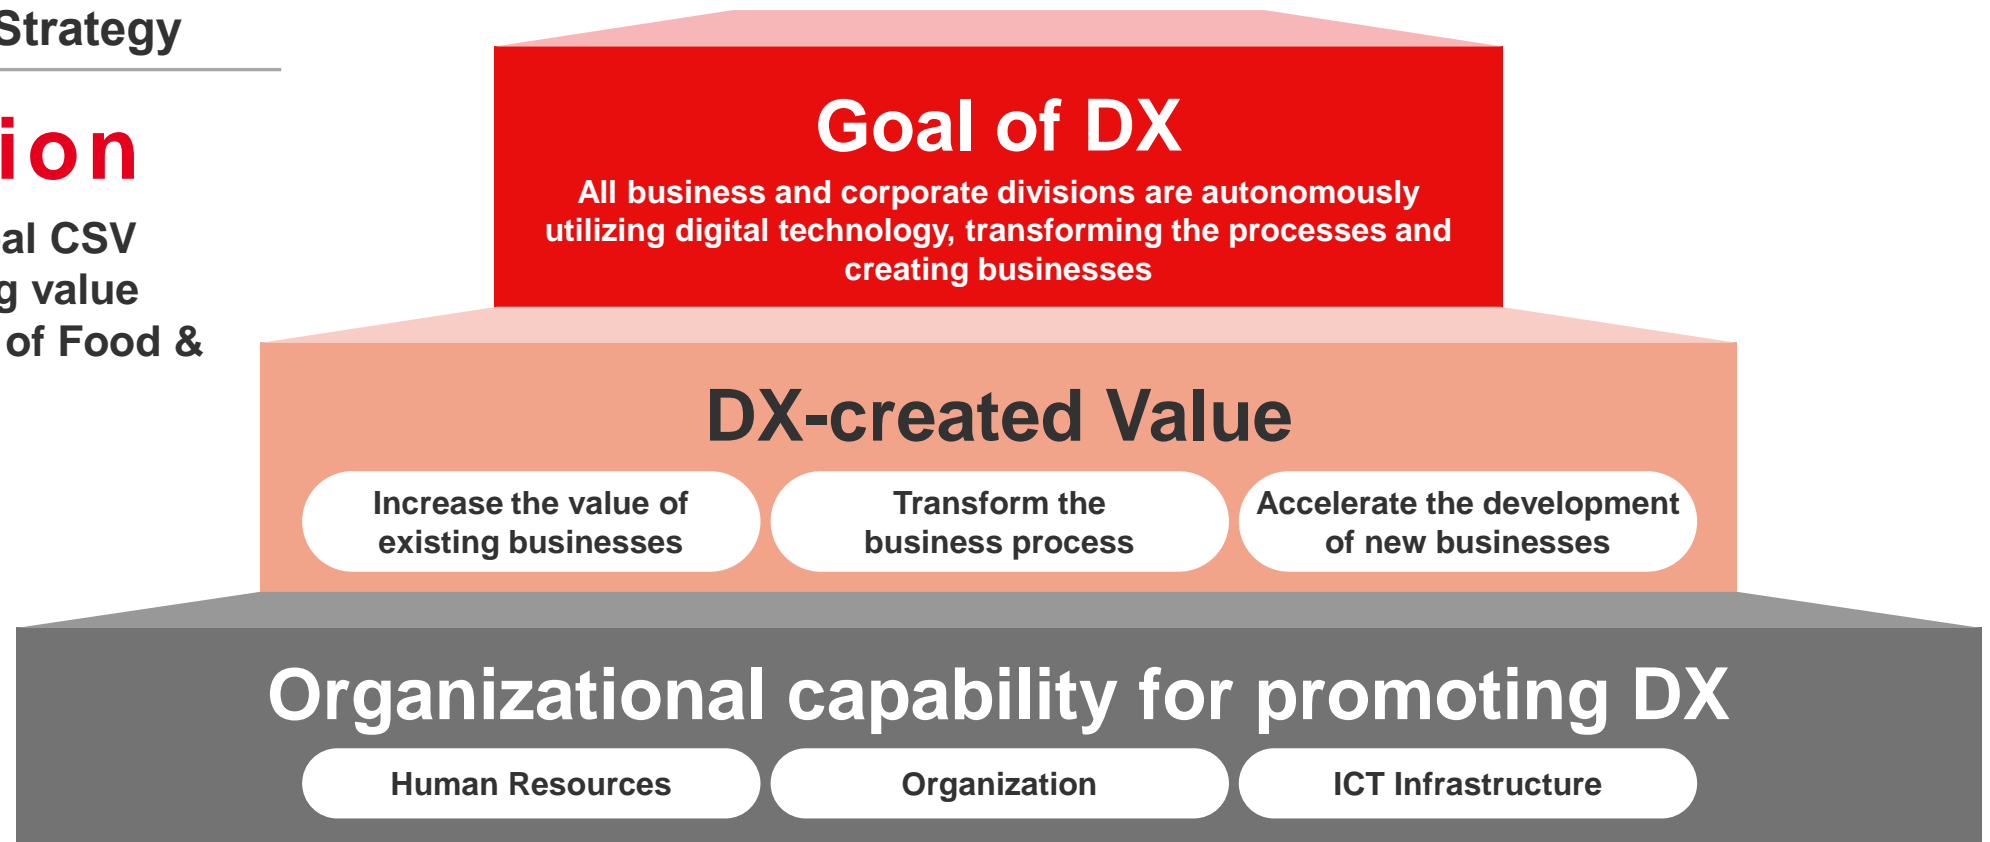 Strategy
ion
al CSV
g value
of Food &
Goal of DX
All business and corporate divisions are autonomously
utilizing digital technology, transforming the processes and
creating businesses
DX-created Value
Increase the value of
existing businesses
Transform the
business process
Accelerate the development
of new businesses
Organizational capability for promoting DX
Human Resources
Organization
ICT Infrastructure